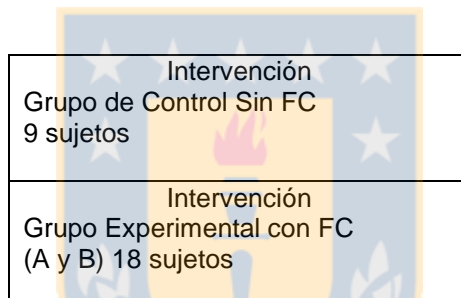 Intervención
Grupo de Control Sin FC
9 sujetos
Intervención
Grupo Experimental con FC
(A y B) 18 sujetos